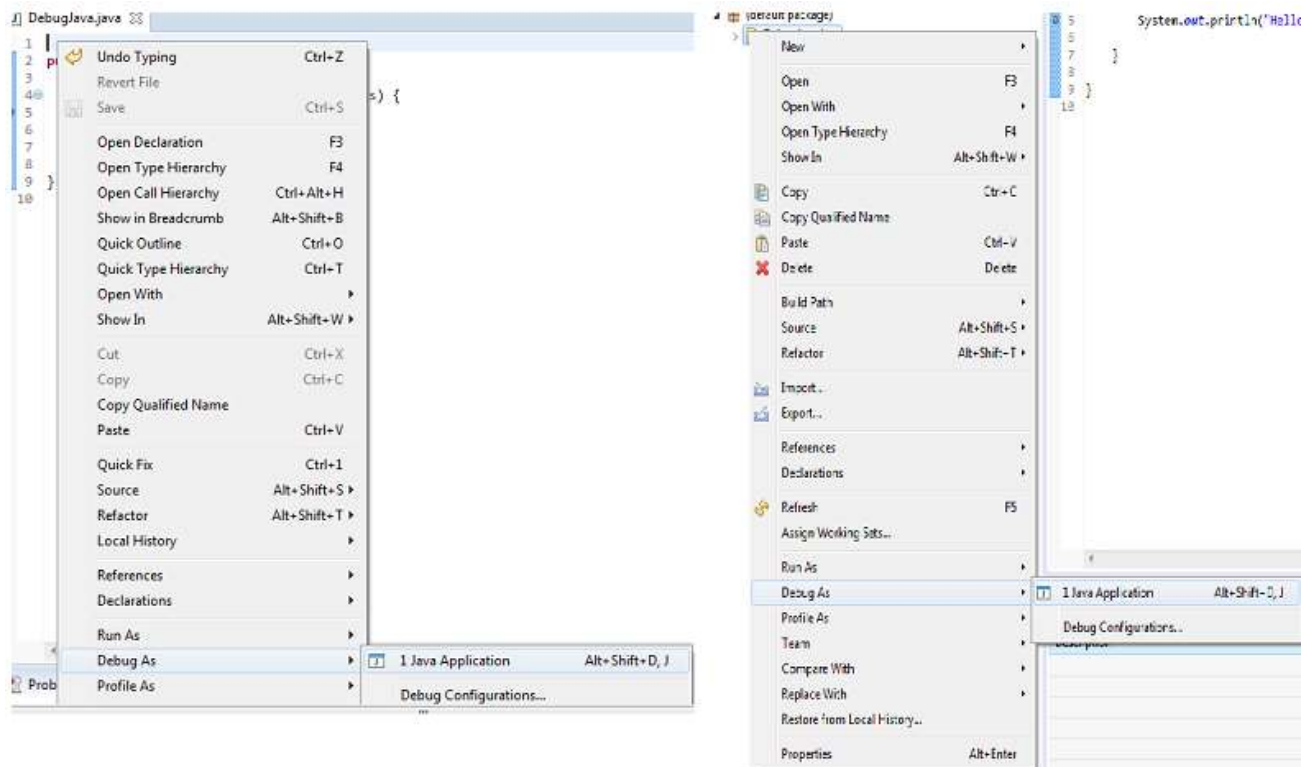 DebugJava.java
1
2
3
4
s) {
5
6
7
8
9 }
10
Undo Typing Ctrl+Z
Revert File
Save Ctrl+S
Open Declaration F3
Open Type Hierarchy F4
Open Call Hierarchy Ctrl+Alt+H
Show in Breadcrumb Alt+Shift+B
Quick Outline Ctrl+O
Quick Type Hierarchy Ctrl+T
Open With
Show In Alt+Shift+W
Cut Ctrl+X
Copy Ctrl+C
Copy Qualified Name
Paste Ctrl+V
Quick Fix Ctrl+1
Source Alt+Shift+S
Refactor Alt+Shift+T
Local History
References
Declarations
Run As
Debug As
Profile As
1 Java Application Alt+Shift+D, J
Debug Configurations...
Prob
(default package)
5 System.out.println("Hello
6
7 }
8
9 }
10
New
Open F3
Open With
Open Type Hierarchy F4
Show In Alt+Shift+W
Copy Ctrl+C
Copy Qualified Name
Paste Ctrl+V
Delete Delete
Build Path
Source Alt+Shift+S
Refactor Alt+Shift+T
Import...
Export...
References
Declarations
Refresh F5
Assign Working Sets...
Run As
Debug As
Profile As
Team
Compare With
Replace With
Restore from Local History...
Properties Alt+Enter
1 Java Application Alt+Shift+D, J
Debug Configurations...